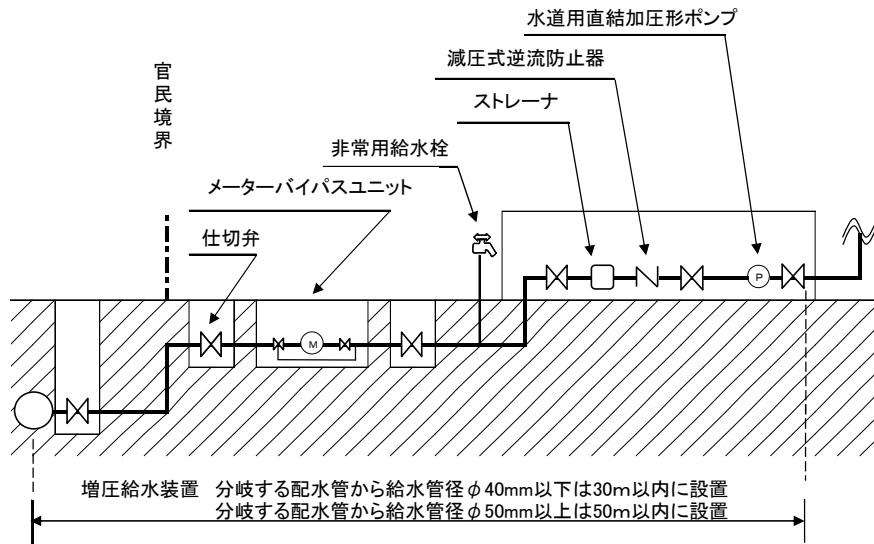 水道用直結加圧形ポンプ
減圧式逆流防止器
ストレーナ
官民境界
非常用給水栓
メーターバイパスユニット
仕切弁
P
M
増圧給水装置 分岐する配水管から給水管径φ40mm以下は30m以内に設置
分岐する配水管から給水管径φ50mm以上は50m以内に設置